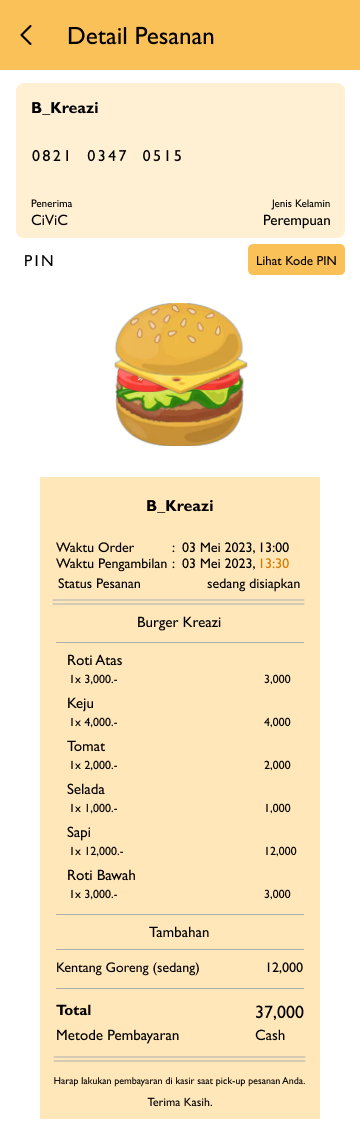 Detail Pesanan
B_Kreazi
0821 0347 0515
Penerima Jenis Kelamin
CiViC Perempuan
PIN Lihat Kode PIN
B_Kreazi
Waktu Order : 03 Mei 2023, 13:00
Waktu Pengambilan : 03 Mei 2023, 13:30
Status Pesanan sedang disiapkan
Burger Kreazi
Roti Atas
1x 3,000.- 3,000
Keju
1x 4,000.- 4,000
Tomat
1x 2,000.- 2,000
Selada
1x 1,000.- 1,000
Sapi
1x 12,000.- 12,000
Roti Bawah
1x 3,000.- 3,000
Tambahan
Kentang Goreng (sedang) 12,000
Total 37,000
Metode Pembayaran Cash
Harap lakukan pembayaran di kasir saat pick-up pesanan Anda.
Terima Kasih.